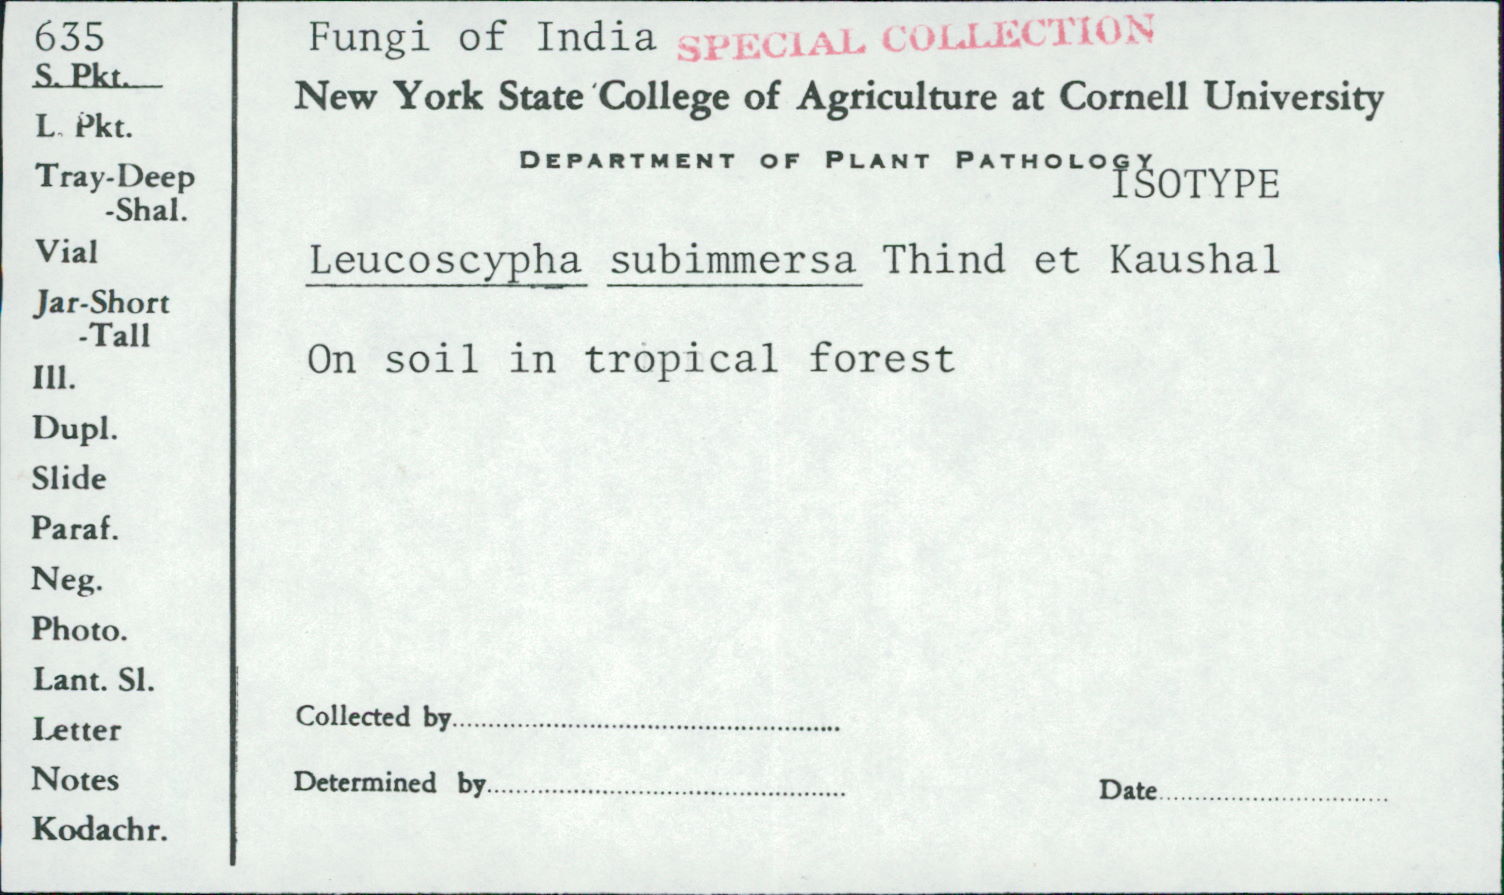 635
S. Pkt.
L. Pkt.
Tray-Deep
-Shal.
Vial
Jar-Short
-Tall
Ill.
Dupl.
Slide
Paraf.
Neg.
Photo.
Lant. Sl.
Letter
Notes
Kodachr.
Fungi of India SPECIAL COLLECTION
New York State College of Agriculture at Cornell University
DEPARTMENT OF PLANT PATHOLOGY
ISOTYPE
Leucoscypha subimmersa Thind et Kaushal
On soil in tropical forest
Collected by
Determined by
Date